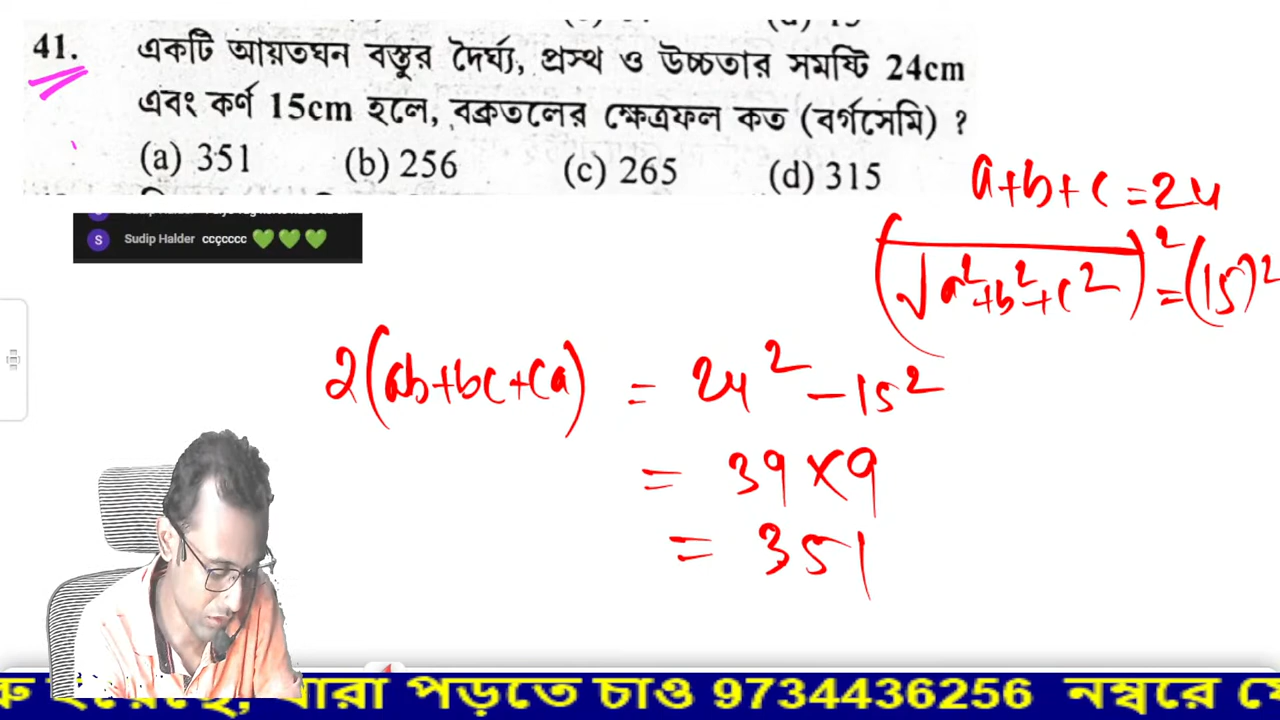 41. একটি আয়তঘন বস্তুর দৈর্ঘ্য, প্রস্থ ও উচ্চতার সমষ্টি 24cm
এবং কর্ণ 15cm হলে, বক্রতলের ক্ষেত্রফল কত (বর্গসেমি) ?
(a) 351 (b) 256 (c) 265 (d) 315
a+b+c = 24
(√a²+b²+c²)² = (15)²
S Sudip Halder cccccc 💚 💚 💚
2(ab+bc+ca) = 24² – 15²
= 39 × 9
= 351
হয়েছে, যারা পড়তে চাও 9734436256 নম্বরে